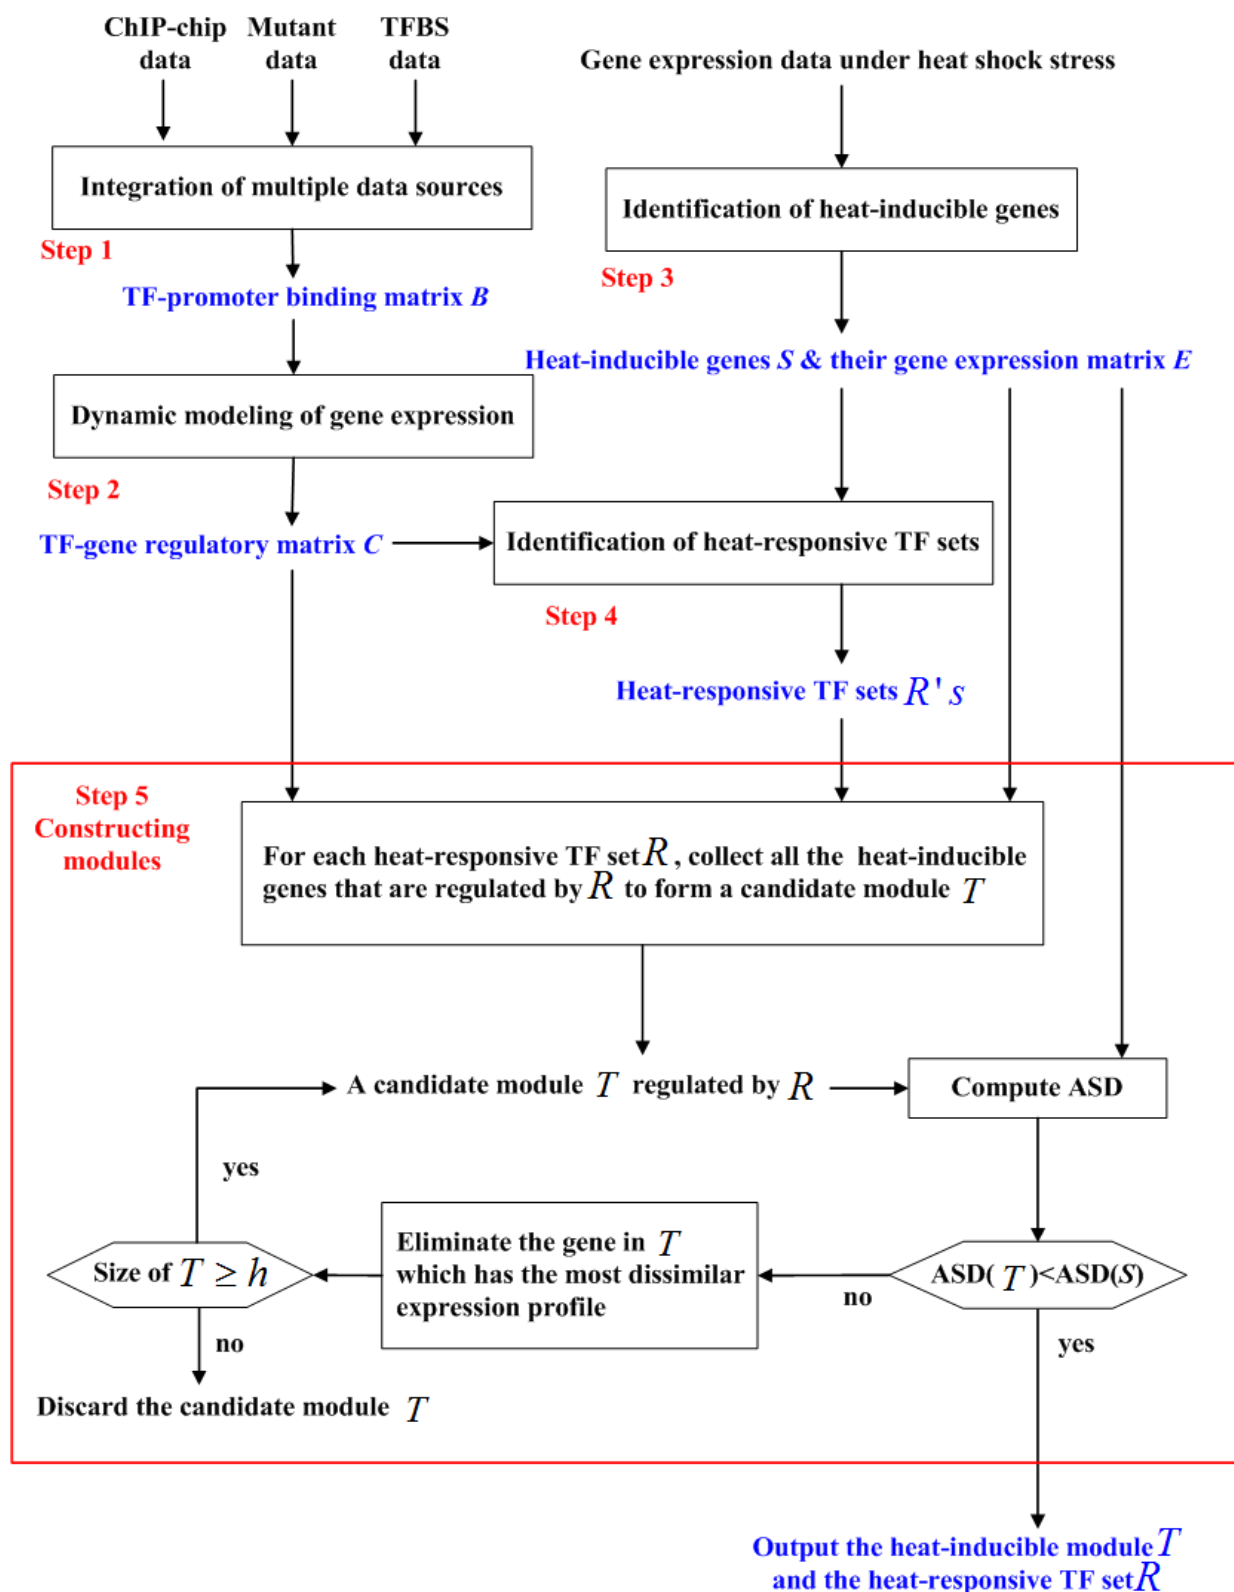 ChIP-chip
data
Mutant
data
TFBS
data
Gene expression data under heat shock stress
Integration of multiple data sources
Identification of heat-inducible genes
Step 1
Step 3
TF-promoter binding matrix B
Heat-inducible genes S & their gene expression matrix E
Dynamic modeling of gene expression
Step 2
TF-gene regulatory matrix C
Identification of heat-responsive TF sets
Step 4
Heat-responsive TF sets R's
Step 5
Constructing
modules
For each heat-responsive TF set R, collect all the heat-inducible
genes that are regulated by R to form a candidate module T
A candidate module T regulated by R
Compute ASD
yes
Eliminate the gene in T
which has the most dissimilar
expression profile
Size of T ≥ h
ASD( T )<ASD(S)
no
no
yes
Discard the candidate module T
Output the heat-inducible module T
and the heat-responsive TF set R